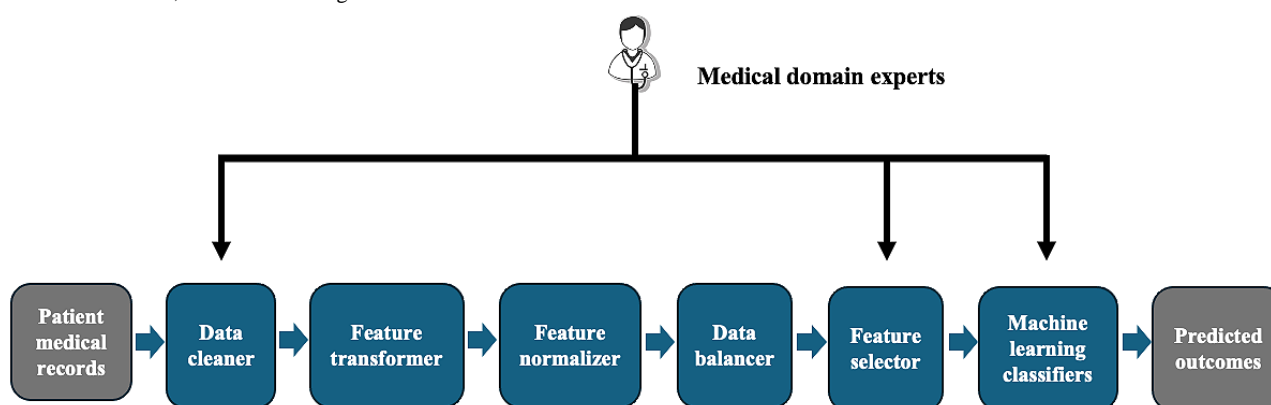 Medical domain experts
Patient
medical
records
Data
cleaner
Feature
transformer
Feature
normalizer
Data
balancer
Feature
selector
Machine
learning
classifiers
Predicted
outcomes